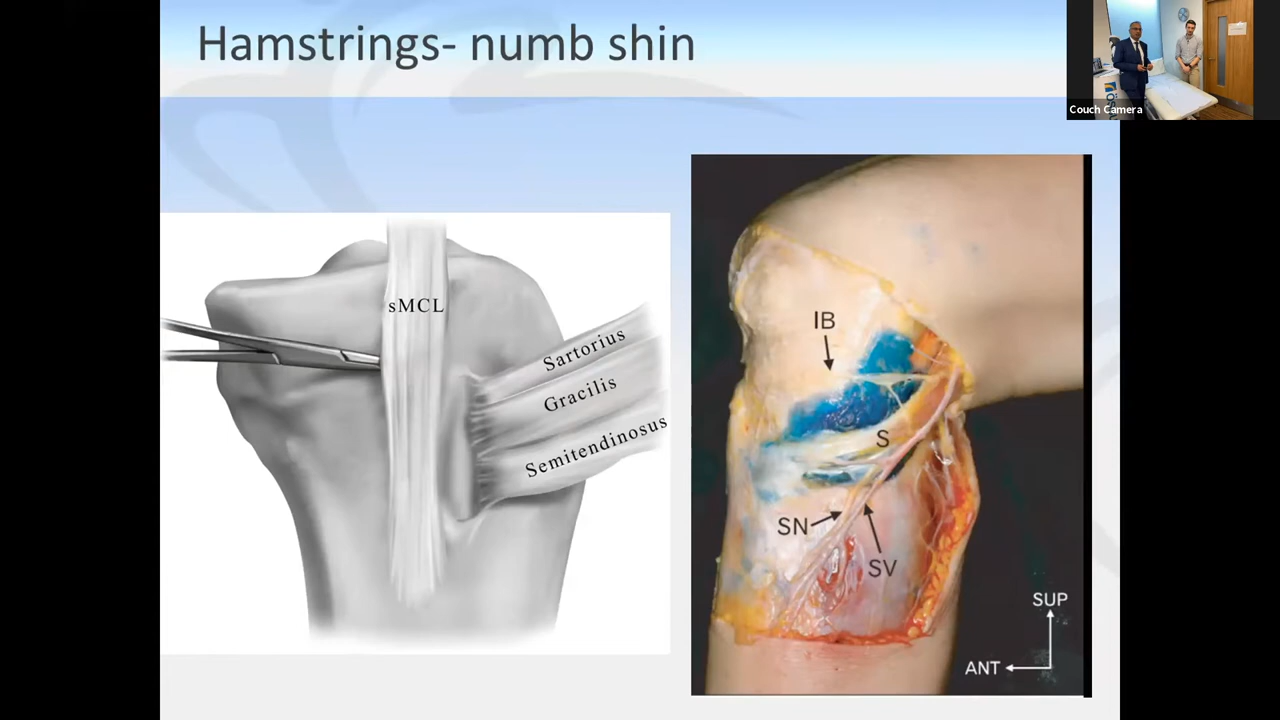 Hamstrings- numb shin
Couch Camera
sMCL
Sartorius
Gracilis
Semitendinosus
IB
S
SN
SV
SUP
ANT